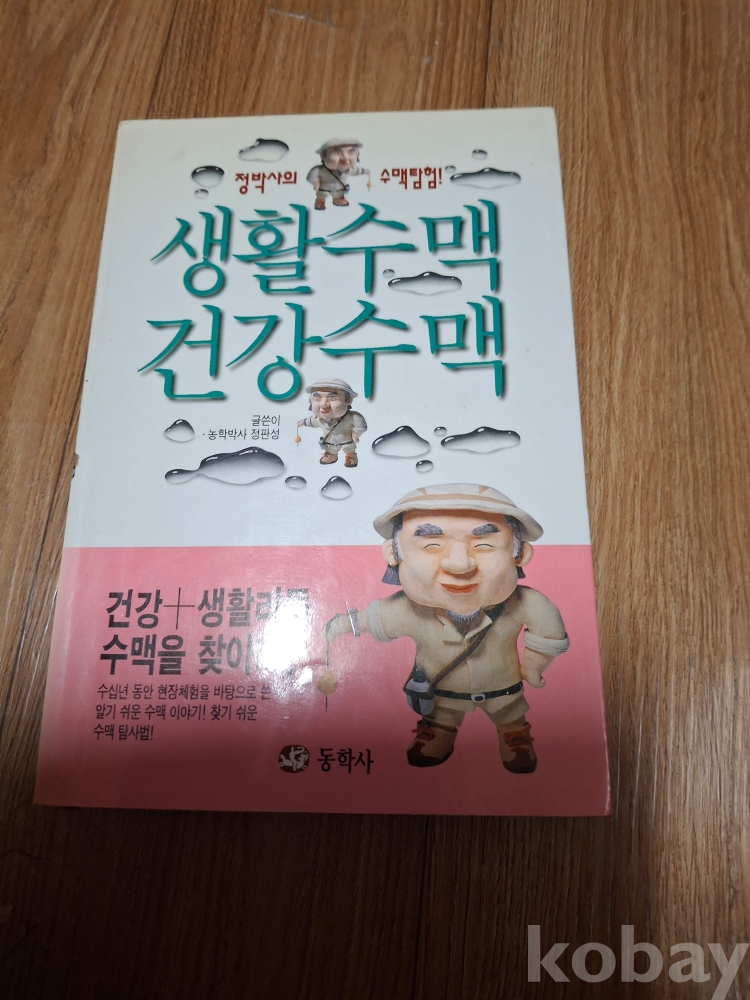 정박사의 수맥탐험!
생활수맥
건강수맥
글쓴이
·농학박사 정판성
건강+생활
수맥을
수십년 동안 현장체험을 바탕으로 쓴
알기 쉬운 수맥 이야기! 찾기 쉬운
수맥 탐사법!
동학사
kobay